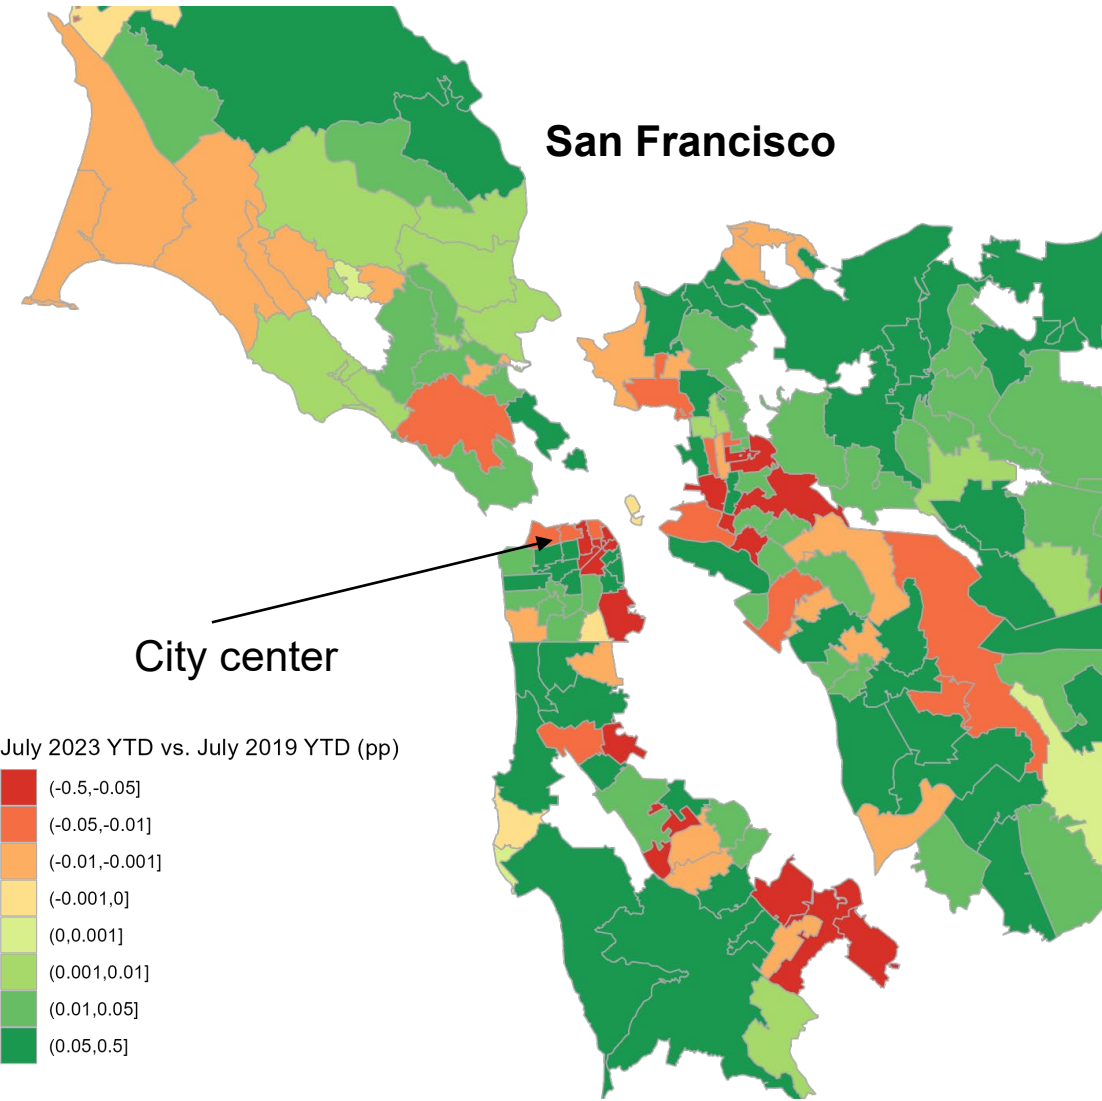 San Francisco
City center
July 2023 YTD vs. July 2019 YTD (pp)
(-0.5,-0.05]
(-0.05,-0.01]
(-0.01,-0.001]
(-0.001,0]
(0,0.001]
(0.001,0.01]
(0.01,0.05]
(0.05,0.5]